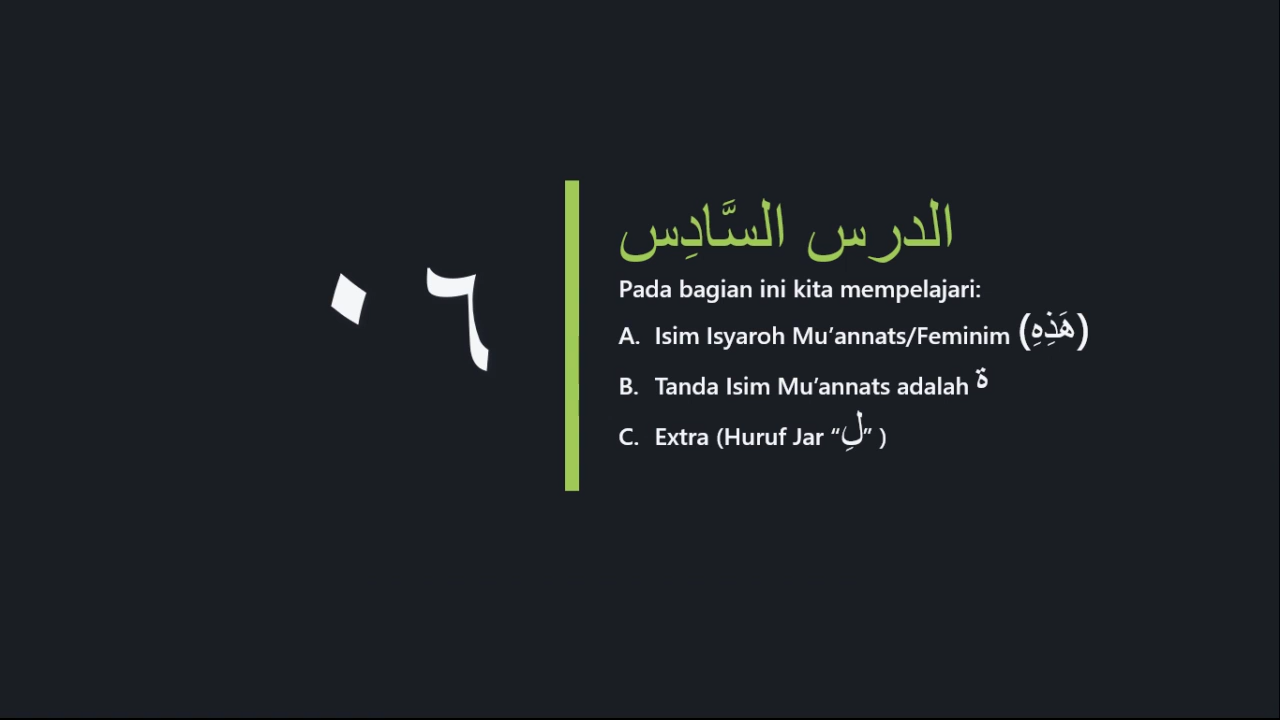 ٠٦
الدرس السَّادِس
Pada bagian ini kita mempelajari:
A. Isim Isyaroh Mu’annats/Feminim (هَذِهِ)
B. Tanda Isim Mu’annats adalah ة
C. Extra (Huruf Jar “لِ” )